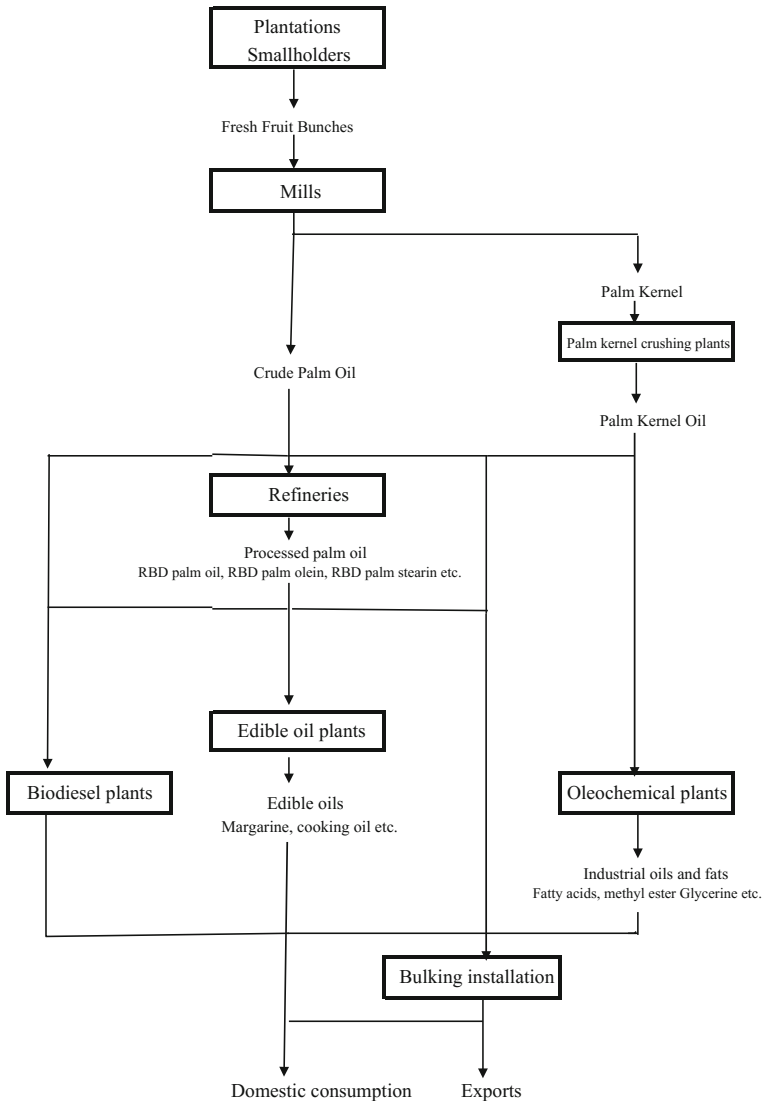 Plantations
Smallholders
Fresh Fruit Bunches
Mills
Palm Kernel
Palm kernel crushing plants
Crude Palm Oil
Palm Kernel Oil
Refineries
Processed palm oil
RBD palm oil, RBD palm olein, RBD palm stearin etc.
Edible oil plants
Biodiesel plants
Oleochemical plants
Edible oils
Margarine, cooking oil etc.
Industrial oils and fats
Fatty acids, methyl ester Glycerine etc.
Bulking installation
Domestic consumption
Exports